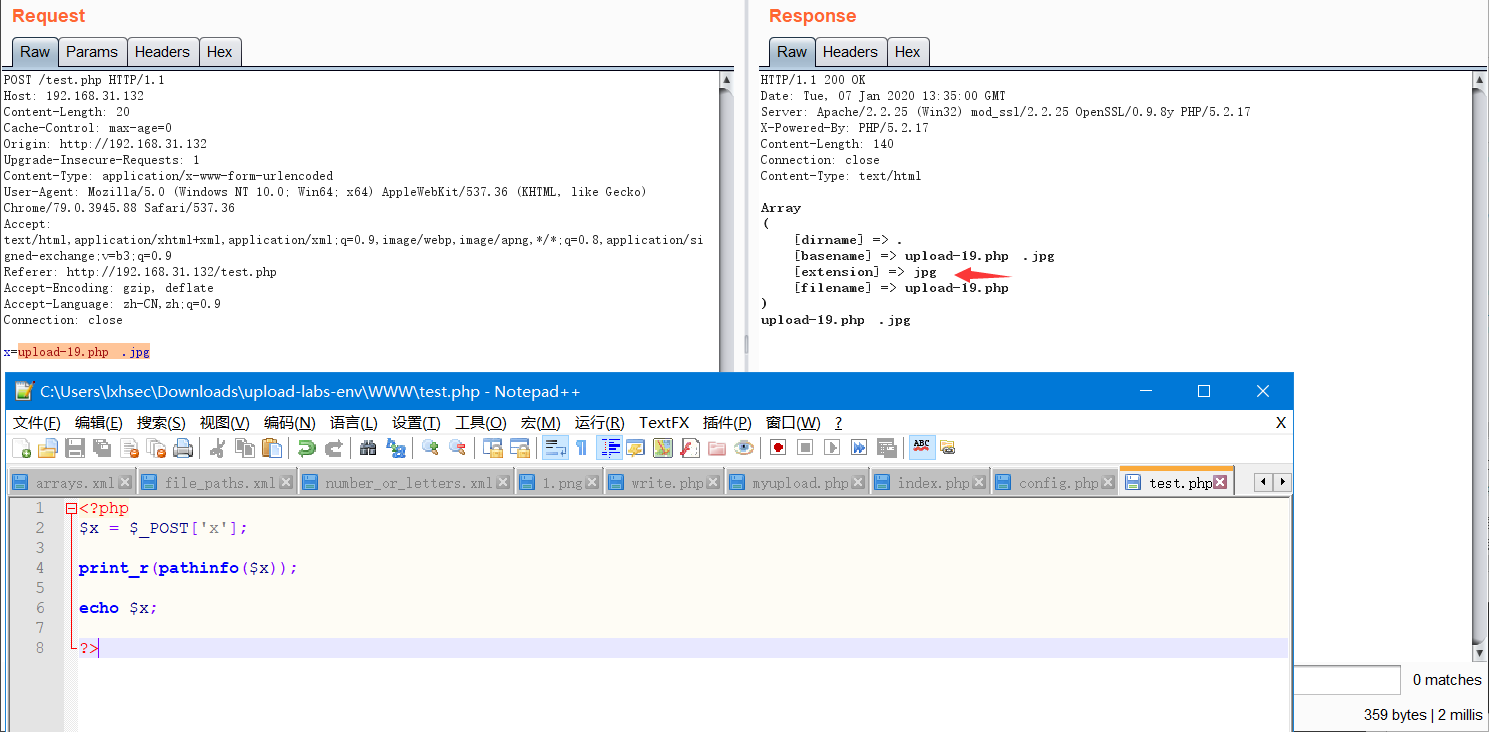 Request
Raw Params Headers Hex
POST /test.php HTTP/1.1
Host: 192.168.31.132
Content-Length: 20
Cache-Control: max-age=0
Origin: http://192.168.31.132
Upgrade-Insecure-Requests: 1
Content-Type: application/x-www-form-urlencoded
User-Agent: Mozilla/5.0 (Windows NT 10.0; Win64; x64) AppleWebKit/537.36 (KHTML, like Gecko)
Chrome/79.0.3945.88 Safari/537.36
Accept:
text/html,application/xhtml+xml,application/xml;q=0.9,image/webp,image/apng,*/*;q=0.8,application/si
gned-exchange;v=b3;q=0.9
Referer: http://192.168.31.132/test.php
Accept-Encoding: gzip, deflate
Accept-Language: zh-CN,zh;q=0.9
Connection: close
x=upload-19.php  .jpg
Response
Raw Headers Hex
HTTP/1.1 200 OK
Date: Tue, 07 Jan 2020 13:35:00 GMT
Server: Apache/2.2.25 (Win32) mod_ssl/2.2.25 OpenSSL/0.9.8y PHP/5.2.17
X-Powered-By: PHP/5.2.17
Content-Length: 140
Connection: close
Content-Type: text/html
Array
(
[dirname] => .
[basename] => upload-19.php  .jpg
[extension] => jpg
[filename] => upload-19.php
)
upload-19.php  .jpg
C:\Users\lxhsec\Downloads\upload-labs-env\WWW\test.php - Notepad++
文件(F) 编辑(E) 搜索(S) 视图(V) 编码(N) 语言(L) 设置(T) 工具(O) 宏(M) 运行(R) TextFX 插件(P) 窗口(W) ? X
ABC
arrays.xml file_paths.xml number_or_letters.xml 1.png write.php myupload.php index.php config.php test.php
1 <?php
2 $x = $_POST['x'];
3
4 print_r(pathinfo($x));
5
6 echo $x;
7
8 ?>
0 matches
359 bytes | 2 millis